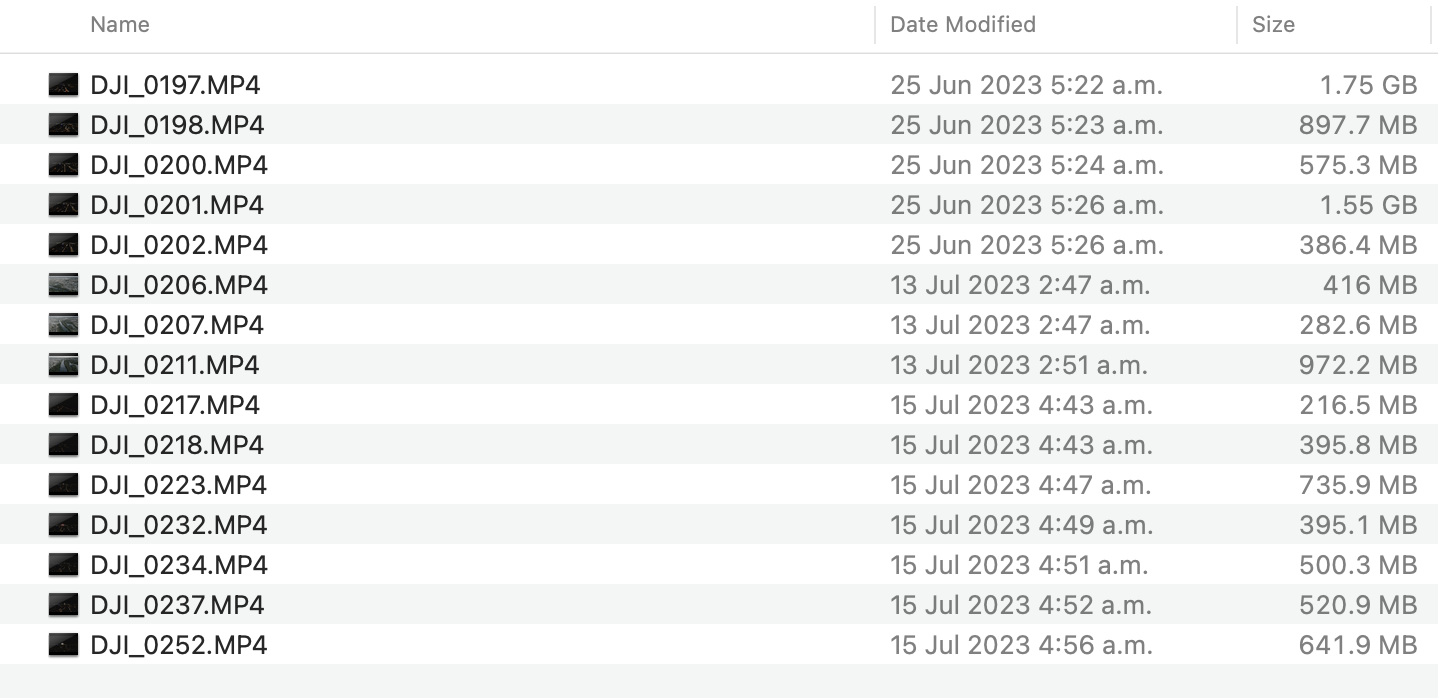 Name Date Modified Size
DJI_0197.MP4 25 Jun 2023 5:22 a.m. 1.75 GB
DJI_0198.MP4 25 Jun 2023 5:23 a.m. 897.7 MB
DJI_0200.MP4 25 Jun 2023 5:24 a.m. 575.3 MB
DJI_0201.MP4 25 Jun 2023 5:26 a.m. 1.55 GB
DJI_0202.MP4 25 Jun 2023 5:26 a.m. 386.4 MB
DJI_0206.MP4 13 Jul 2023 2:47 a.m. 416 MB
DJI_0207.MP4 13 Jul 2023 2:47 a.m. 282.6 MB
DJI_0211.MP4 13 Jul 2023 2:51 a.m. 972.2 MB
DJI_0217.MP4 15 Jul 2023 4:43 a.m. 216.5 MB
DJI_0218.MP4 15 Jul 2023 4:43 a.m. 395.8 MB
DJI_0223.MP4 15 Jul 2023 4:47 a.m. 735.9 MB
DJI_0232.MP4 15 Jul 2023 4:49 a.m. 395.1 MB
DJI_0234.MP4 15 Jul 2023 4:51 a.m. 500.3 MB
DJI_0237.MP4 15 Jul 2023 4:52 a.m. 520.9 MB
DJI_0252.MP4 15 Jul 2023 4:56 a.m. 641.9 MB